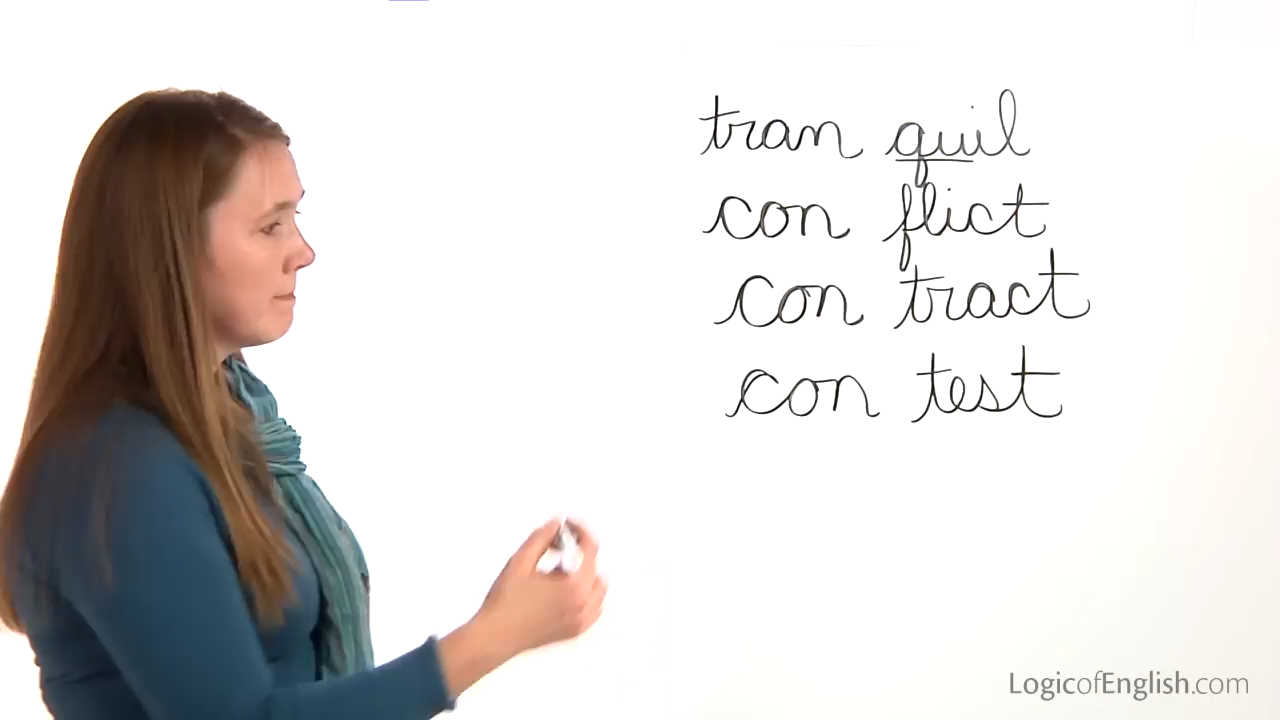 tran quil
con flict
con tract
con test
LogicofEnglish.com